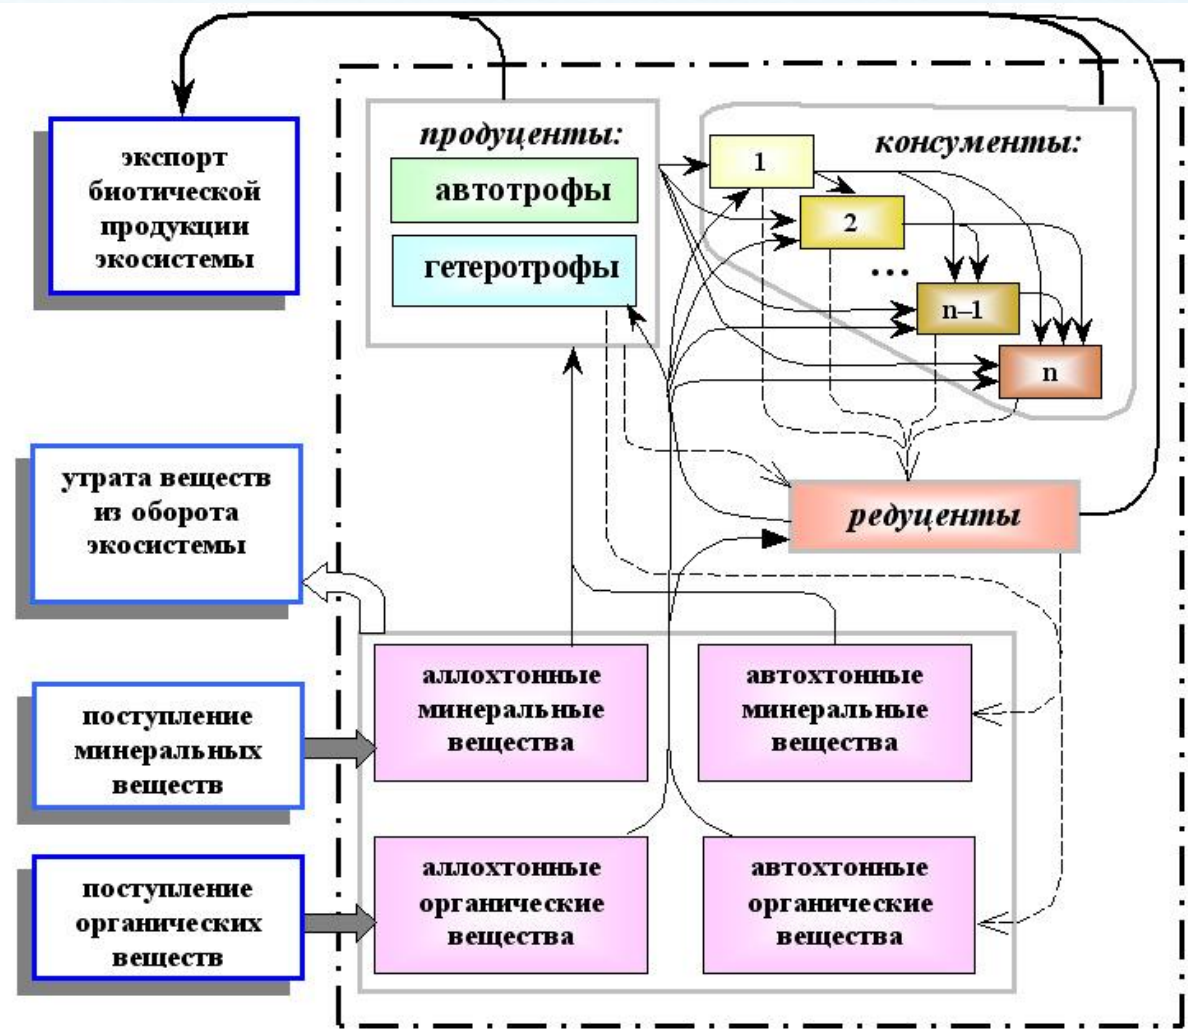 экспорт
биотической
продукции
экосистемы
продуценты:
автотрофы
гетеротрофы
консументы:
1
2
...
n–1
n
редуценты
утрата веществ
из оборота
экосистемы
поступление
минеральных
веществ
аллохтонные
минеральные
вещества
автохтонные
минеральные
вещества
поступление
органических
веществ
аллохтонные
органические
вещества
автохтонные
органические
вещества